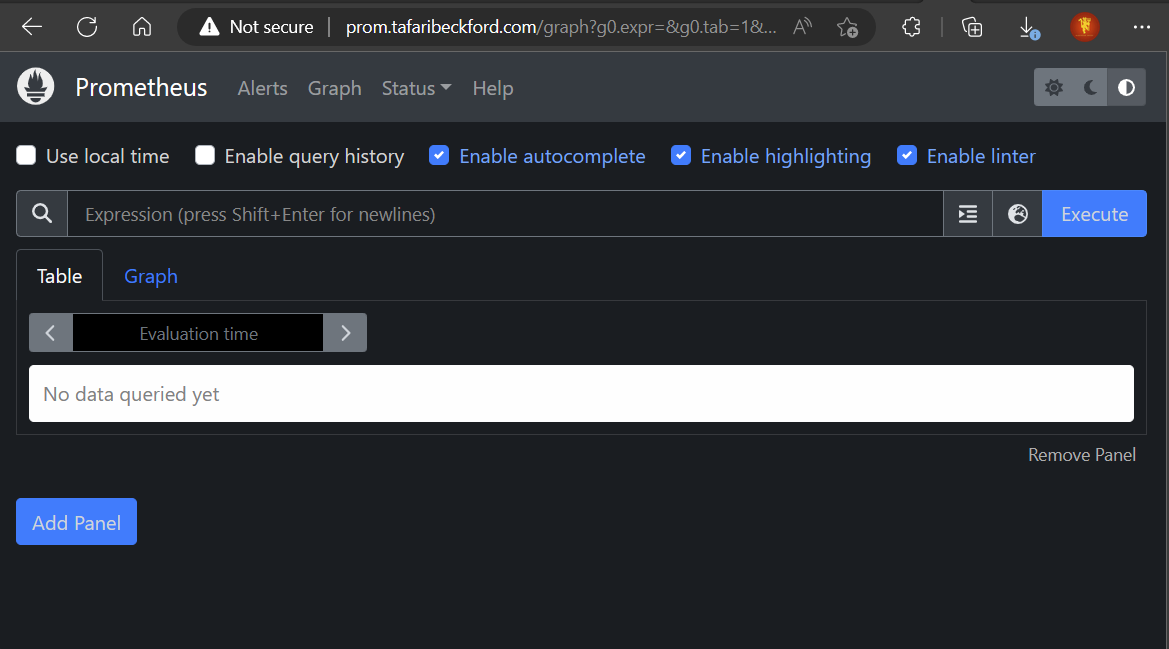 Not secure | prom.tafaribeckford.com/graph?g0.expr=&g0.tab=1&...
Prometheus Alerts Graph Status Help
Use local time Enable query history Enable autocomplete Enable highlighting Enable linter
Expression (press Shift+Enter for newlines) Execute
Table Graph
Evaluation time
No data queried yet
Remove Panel
Add Panel